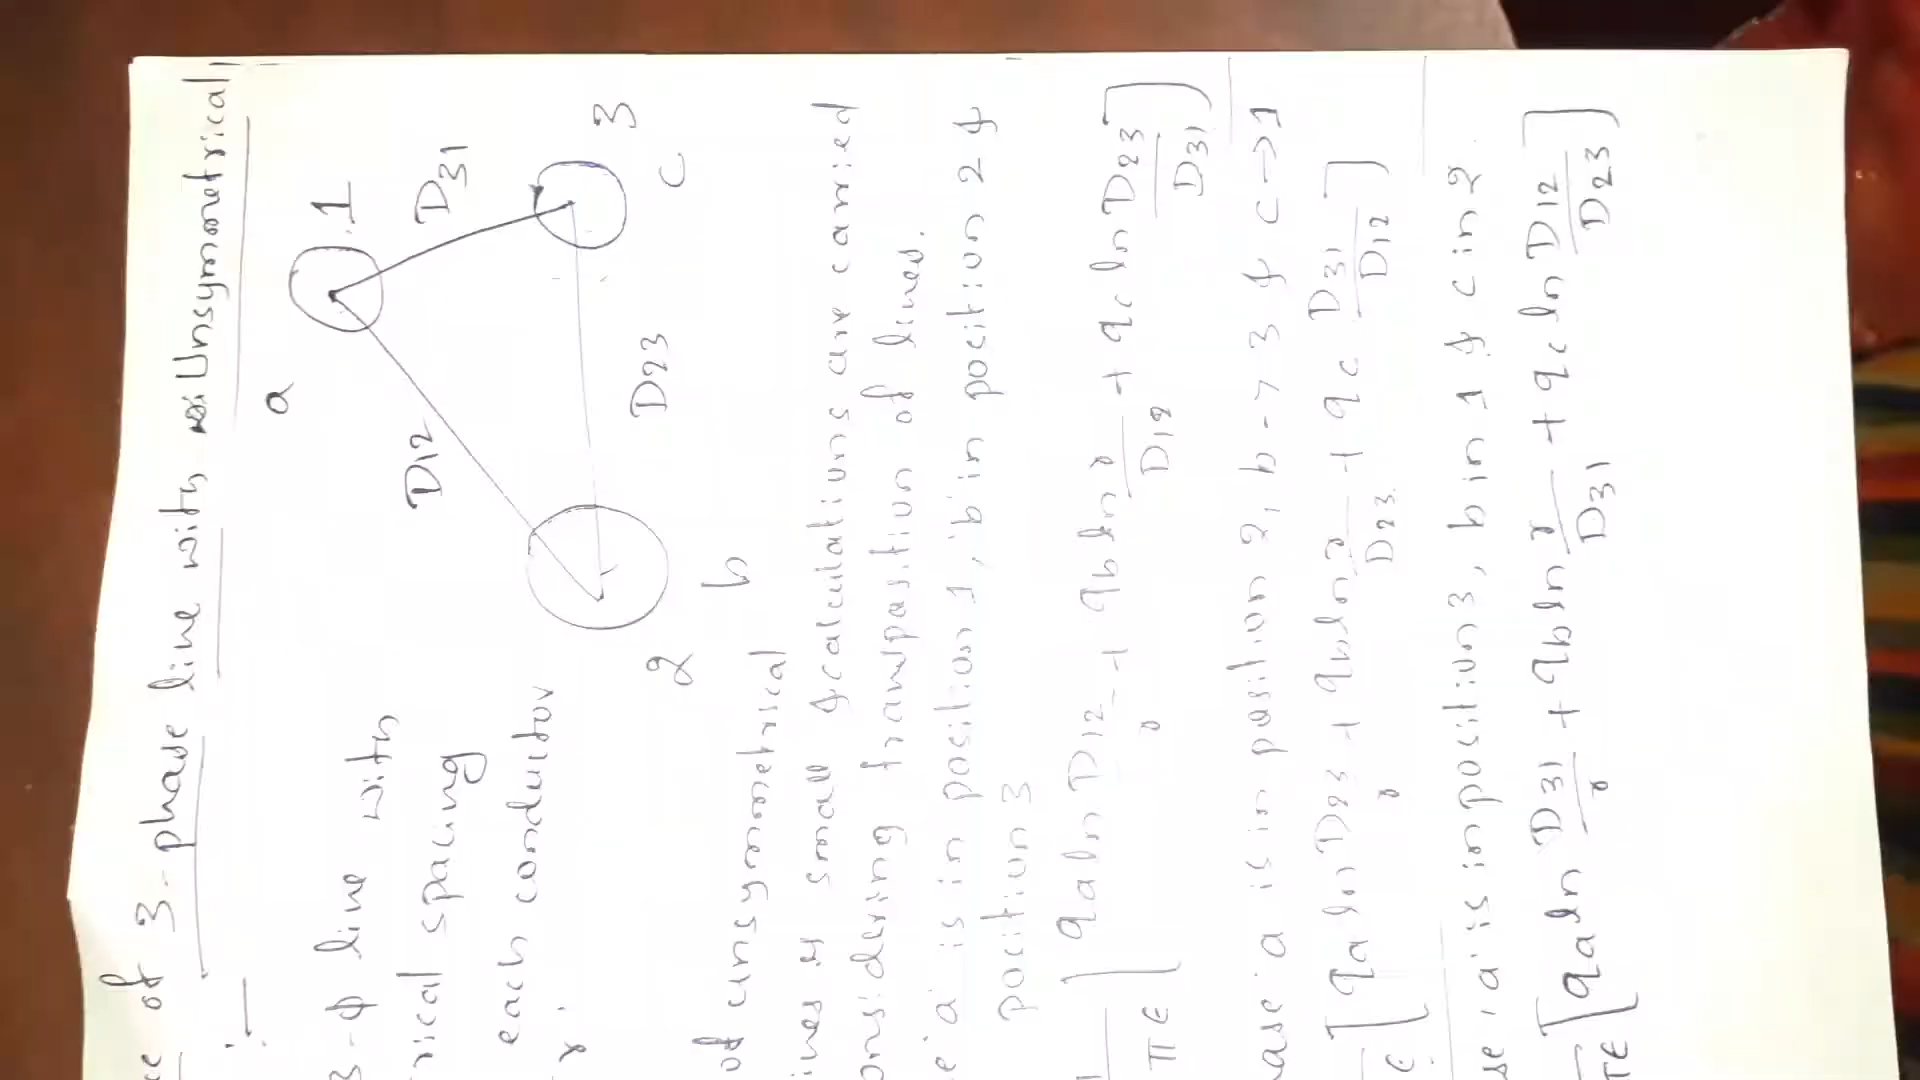 ce of 3-phase line with Unsymmetrical
:-
3-φ line with
rical spacing
each conductor
r.
a
1
D12
D31
3
c
D23
b
2
of unsymmetrical
ines is small & calculations are carried
onsidering transposition of lines.
e 'a' is in position 1, 'b' in position 2 &
position 3
πε [ qa ln D12/r + qb ln r/D12 + qc ln D23/D31 ]
hase a is in position 2, b -> 3 & c -> 1
ε [ qa ln D23/r + qb ln r/D23 + qc D31/D12 ]
se, 'a' is in position 3, b in 1 & c in 2.
πε [ qa ln D31/r + qb ln r/D31 + qc ln D12/D23 ]